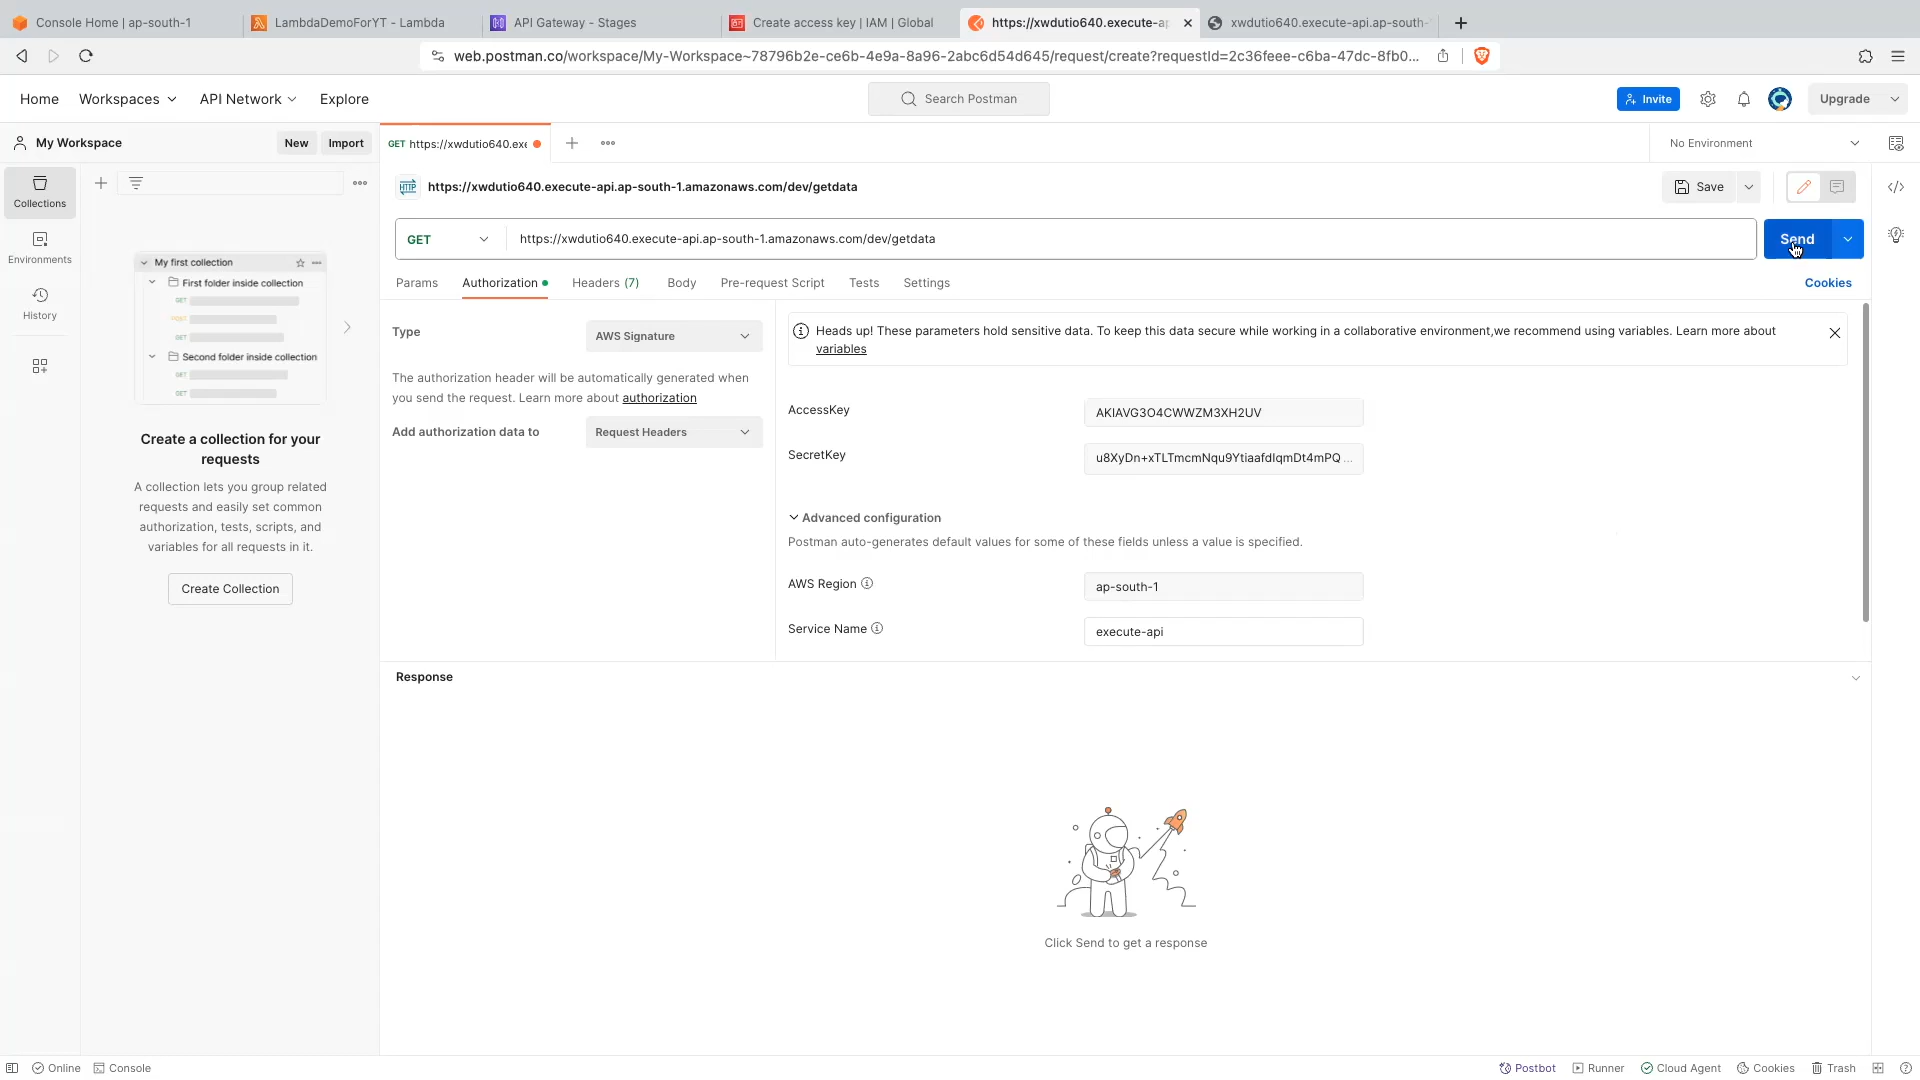 Console Home | ap-south-1
LambdaDemoForYT - Lambda
API Gateway - Stages
Create access key | IAM | Global
https://xwdutio640.execute-ap
xwdutio640.execute-api.ap-south-
web.postman.co/workspace/My-Workspace~78796b2e-ce6b-4e9a-8a96-2abc6d54d645/request/create?requestId=2c36feee-c6ba-47dc-8fb0...
Home
Workspaces
API Network
Explore
Search Postman
Invite
Upgrade
My Workspace
New
Import
GET https://xwdutio640.exe
No Environment
Collections
Environments
History
HTTP
https://xwdutio640.execute-api.ap-south-1.amazonaws.com/dev/getdata
Save
GET
https://xwdutio640.execute-api.ap-south-1.amazonaws.com/dev/getdata
Send
Params
Authorization
Headers (7)
Body
Pre-request Script
Tests
Settings
Cookies
My first collection
First folder inside collection
GET
GET
Second folder inside collection
GET
GET
Create a collection for your
requests
A collection lets you group related
requests and easily set common
authorization, tests, scripts, and
variables for all requests in it.
Create Collection
Type
AWS Signature
The authorization header will be automatically generated when
you send the request. Learn more about authorization
Add authorization data to
Request Headers
Heads up! These parameters hold sensitive data. To keep this data secure while working in a collaborative environment,we recommend using variables. Learn more about
variables
AccessKey
AKIAVG3O4CWWZM3XH2UV
SecretKey
u8XyDn+xTLTmcmNqu9YtiaafdIqmDt4mPQ...
Advanced configuration
Postman auto-generates default values for some of these fields unless a value is specified.
AWS Region
ap-south-1
Service Name
execute-api
Response
Click Send to get a response
Online
Console
Postbot
Runner
Cloud Agent
Cookies
Trash